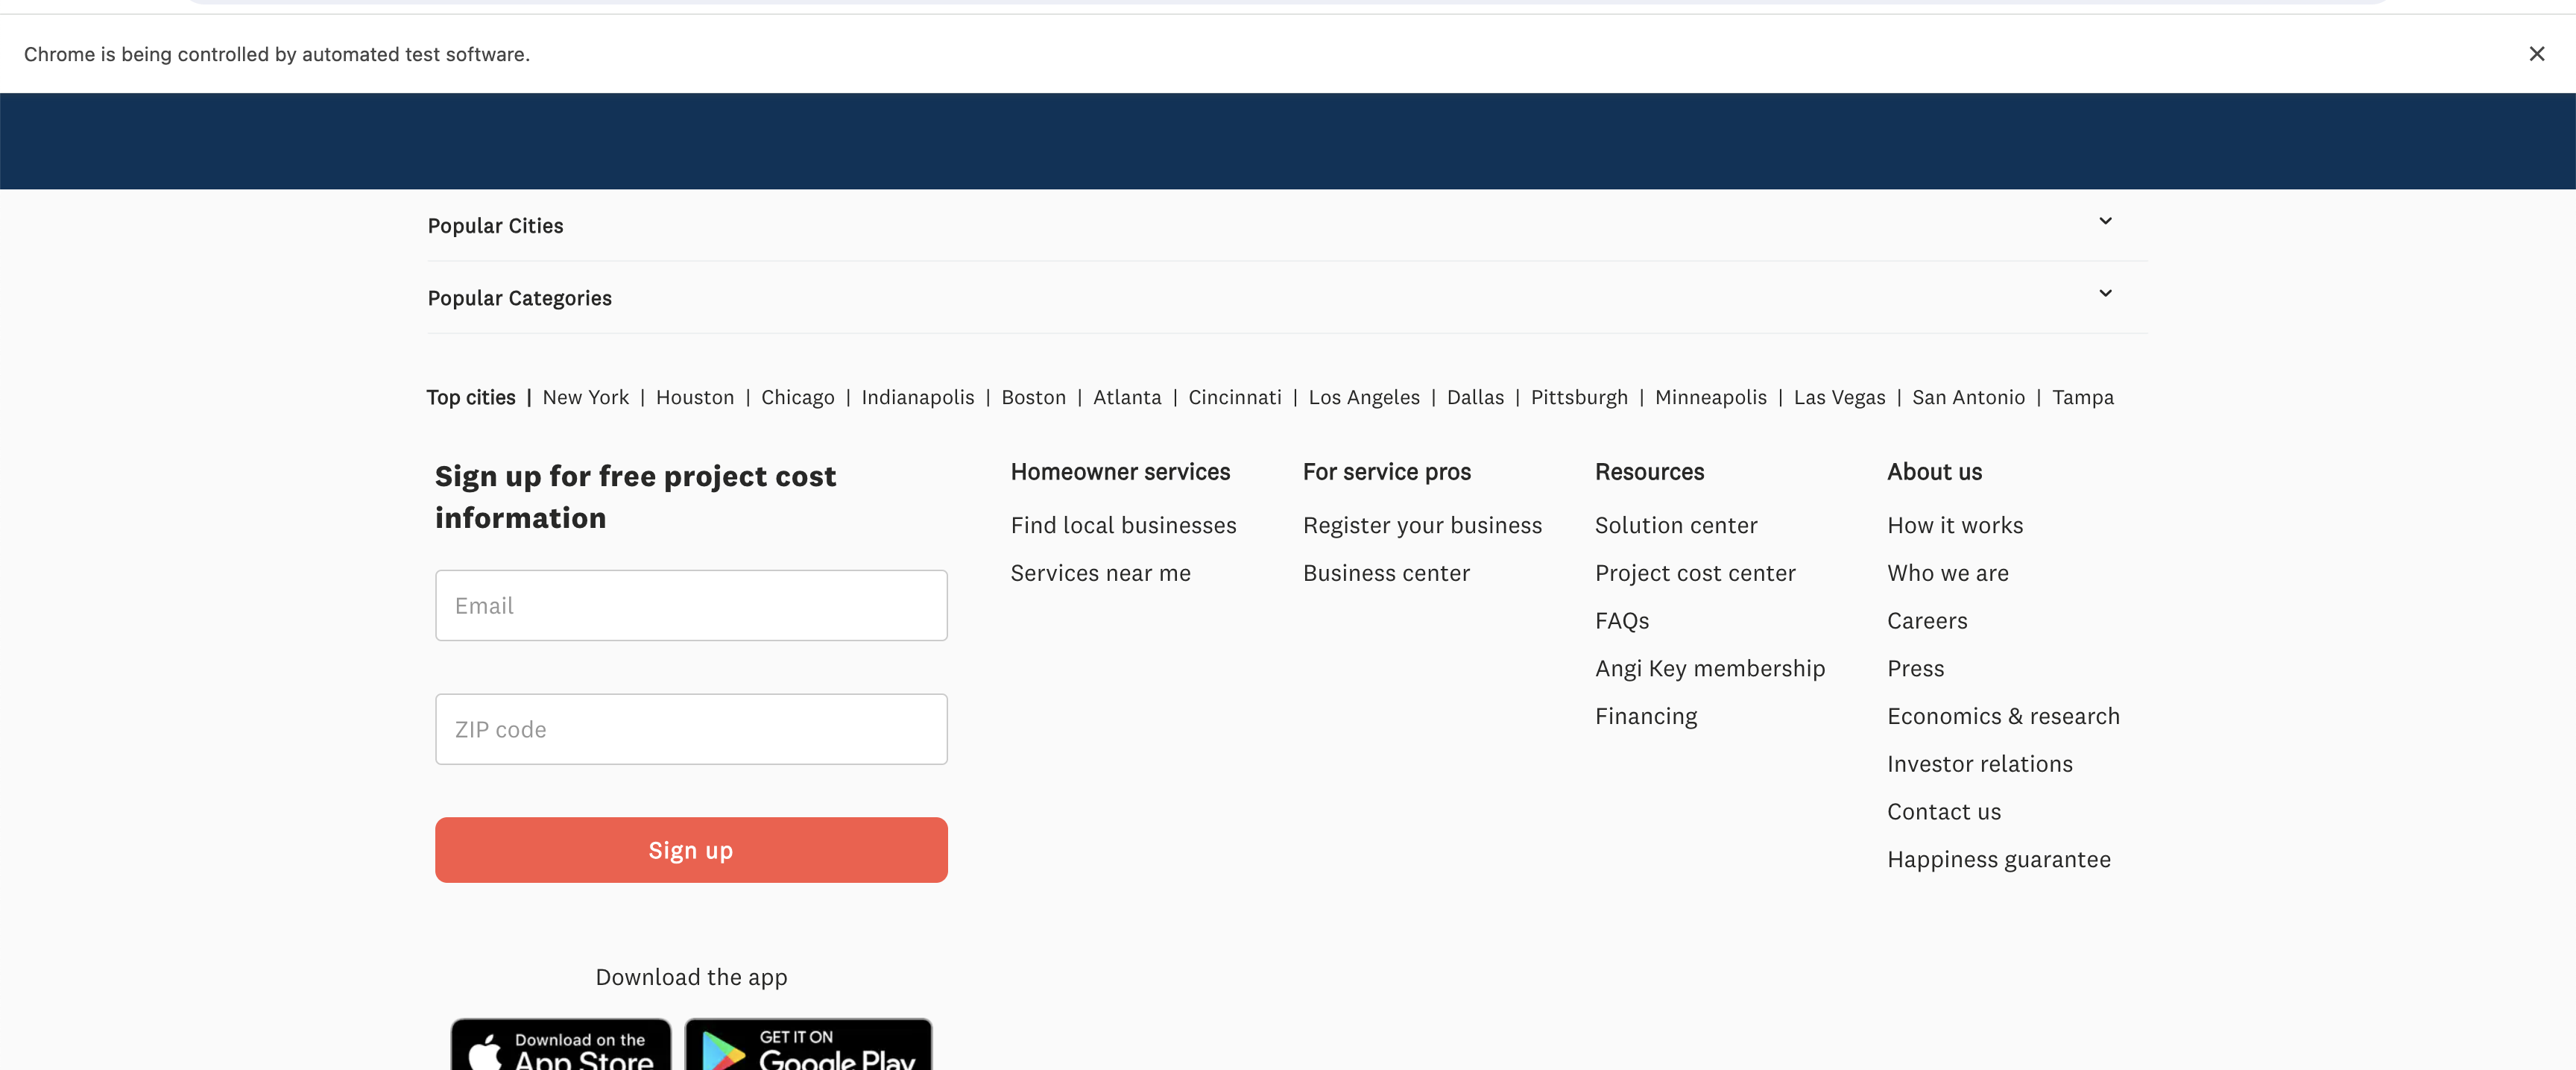 Chrome is being controlled by automated test software.
Popular Cities
Popular Categories
Top cities | New York | Houston | Chicago | Indianapolis | Boston | Atlanta | Cincinnati | Los Angeles | Dallas | Pittsburgh | Minneapolis | Las Vegas | San Antonio | Tampa
Sign up for free project cost
information
Email
ZIP code
Sign up
Download the app
Download on the
App Store
GET IT ON
Google Play
Homeowner services
Find local businesses
Services near me
For service pros
Register your business
Business center
Resources
Solution center
Project cost center
FAQs
Angi Key membership
Financing
About us
How it works
Who we are
Careers
Press
Economics & research
Investor relations
Contact us
Happiness guarantee